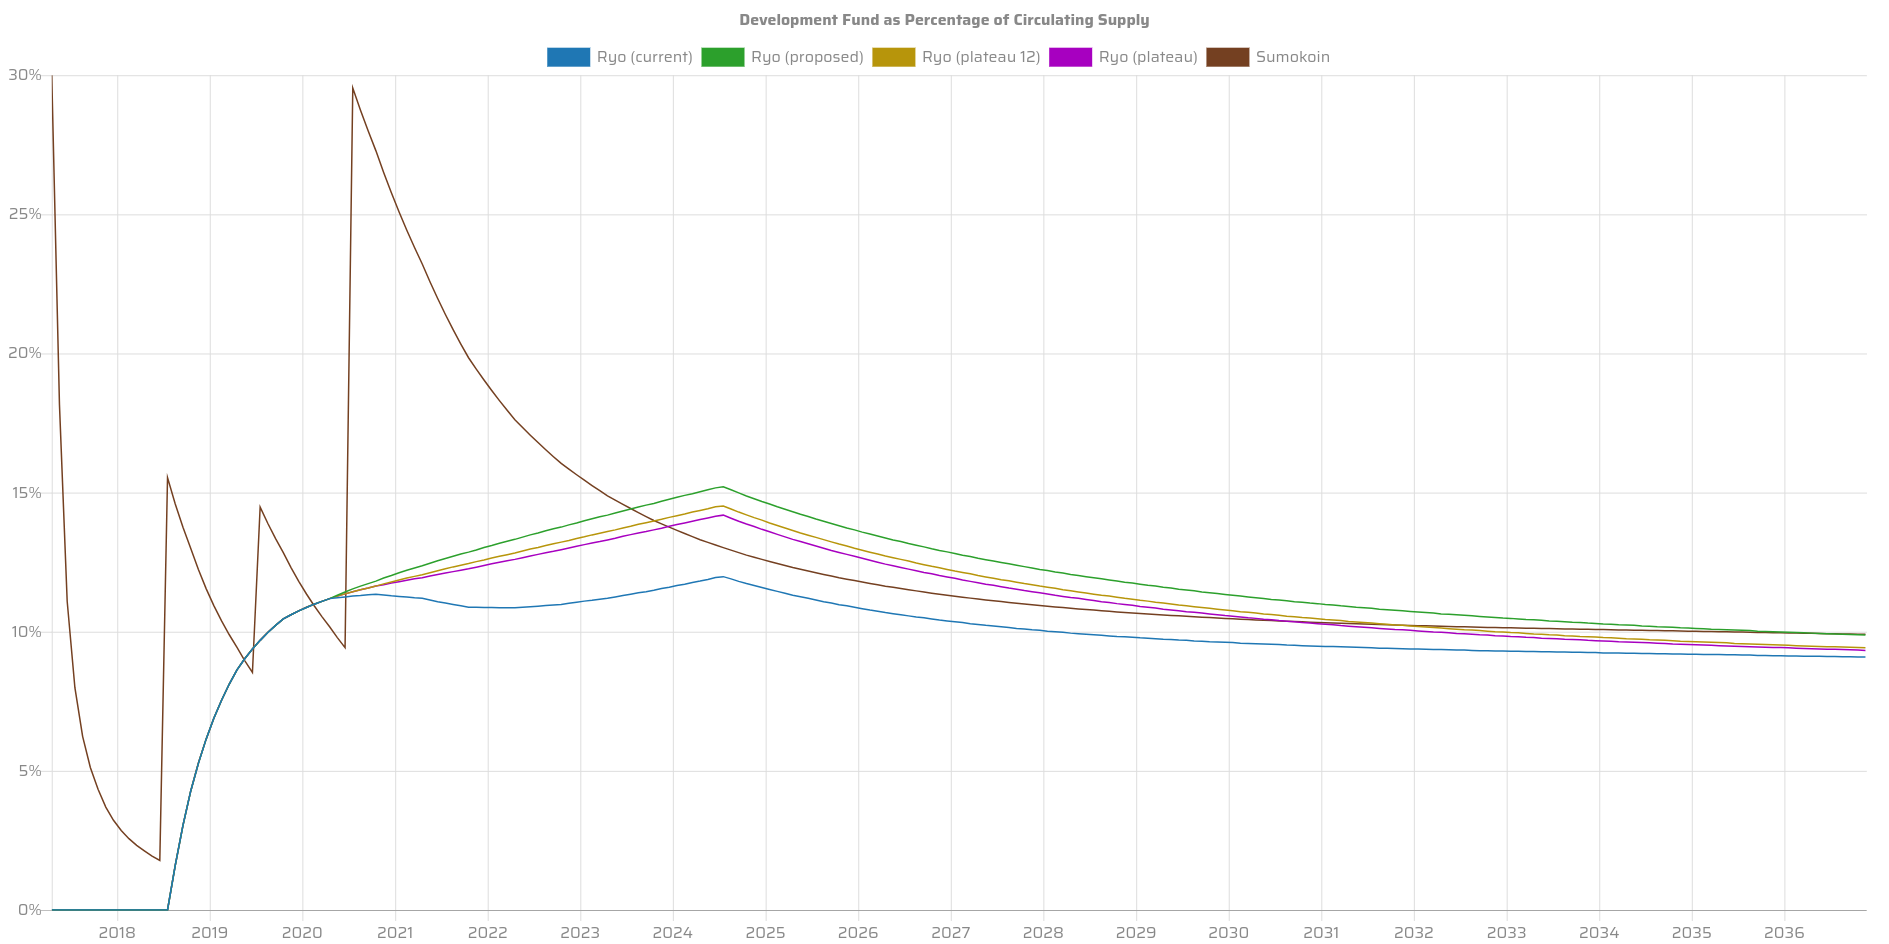 Development Fund as Percentage of Circulating Supply
Ryo (current) Ryo (proposed) Ryo (plateau 12) Ryo (plateau) Sumokoin
30%
25%
20%
15%
10%
5%
0%
2018 2019 2020 2021 2022 2023 2024 2025 2026 2027 2028 2029 2030 2031 2032 2033 2034 2035 2036